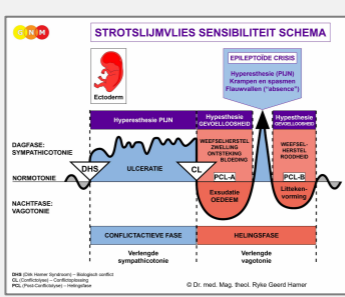 GNM
STROTSLIJMVLIES SENSIBILITEIT SCHEMA
EPILEPTOÏDE CRISIS
Hyperesthesie (PIJN)
Krampen en spasmen
Flauwvallen ("absence")
Ectoderm
Hyperesthesie PIJN
Hypesthesie
GEVOELLOOSHEID
Hypesthesie
GEVOELLOOSHEID
DAGFASE:
SYMPATHICOTONIE
WEEFSELHERSTEL
ZWELLING
ONTSTEKING
BLOEDING
WEEFSEL-
HERSTEL
ROODHEID
DHS
ULCERATIE
CL
PCL-A
PCL-B
NORMOTONIE
Exsudatie
OEDEEM
Litteken-
vorming
NACHTFASE:
VAGOTONIE
CONFLICTACTIEVE FASE
HELINGSFASE
Verlengde
sympathicotonie
Verlengde
vagotonie
DHS (Dirk Hamer Syndroom) – Biologisch conflict
CL (Conflictolyse) – Conflictoplossing
PCL (Post-Conflictolyse) – Helingsfase
© Dr. med. Mag. theol. Ryke Geerd Hamer